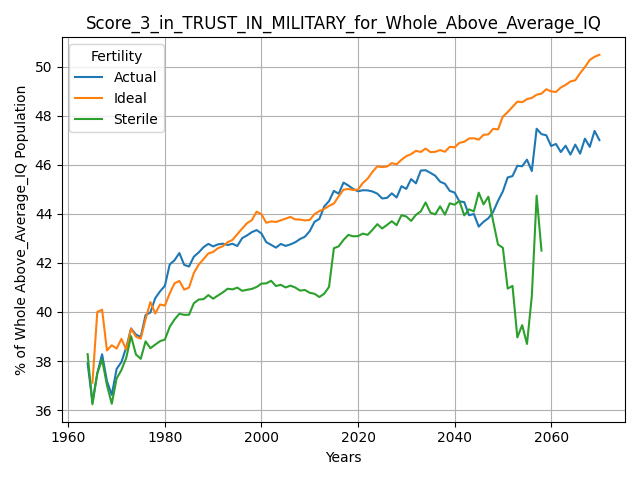 Score_3_in_TRUST_IN_MILITARY_for_Whole_Above_Average_IQ
% of Whole Above_Average_IQ Population
Fertility
Actual
Ideal
Sterile
50
48
46
44
42
40
38
36
1960 1980 2000 2020 2040 2060
Years